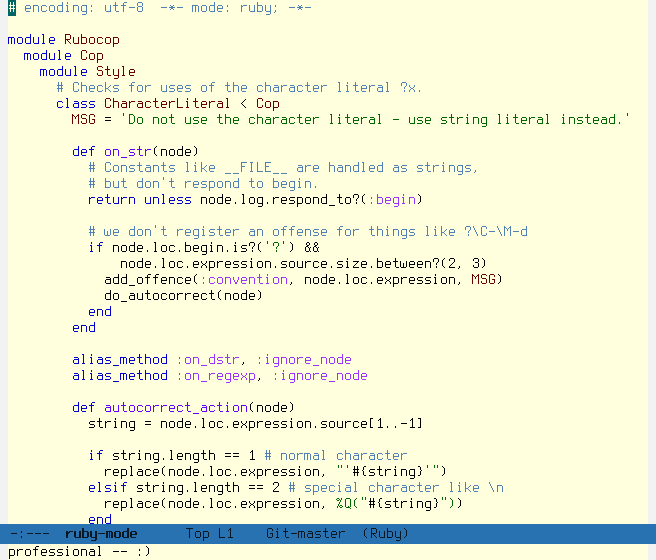 # encoding: utf-8  -*- mode: ruby; -*-

module Rubocop
  module Cop
    module Style
      # Checks for uses of the character literal ?x.
      class CharacterLiteral < Cop
        MSG = 'Do not use the character literal - use string literal instead.'

        def on_str(node)
          # Constants like __FILE__ are handled as strings,
          # but don't respond to begin.
          return unless node.log.respond_to?(:begin)

          # we don't register an offense for things like ?\C-\M-d
          if node.loc.begin.is?('?') &&
              node.loc.expression.source.size.between?(2, 3)
            add_offence(:convention, node.loc.expression, MSG)
            do_autocorrect(node)
          end
        end

        alias_method :on_dstr, :ignore_node
        alias_method :on_regexp, :ignore_node

        def autocorrect_action(node)
          string = node.loc.expression.source[1..-1]

          if string.length == 1 # normal character
            replace(node.loc.expression, "'#{string}'")
          elsif string.length == 2 # special character like \n
            replace(node.loc.expression, %Q("#{string}"))
          end
-:---  ruby-mode      Top L1    Git-master  (Ruby)
professional -- :)